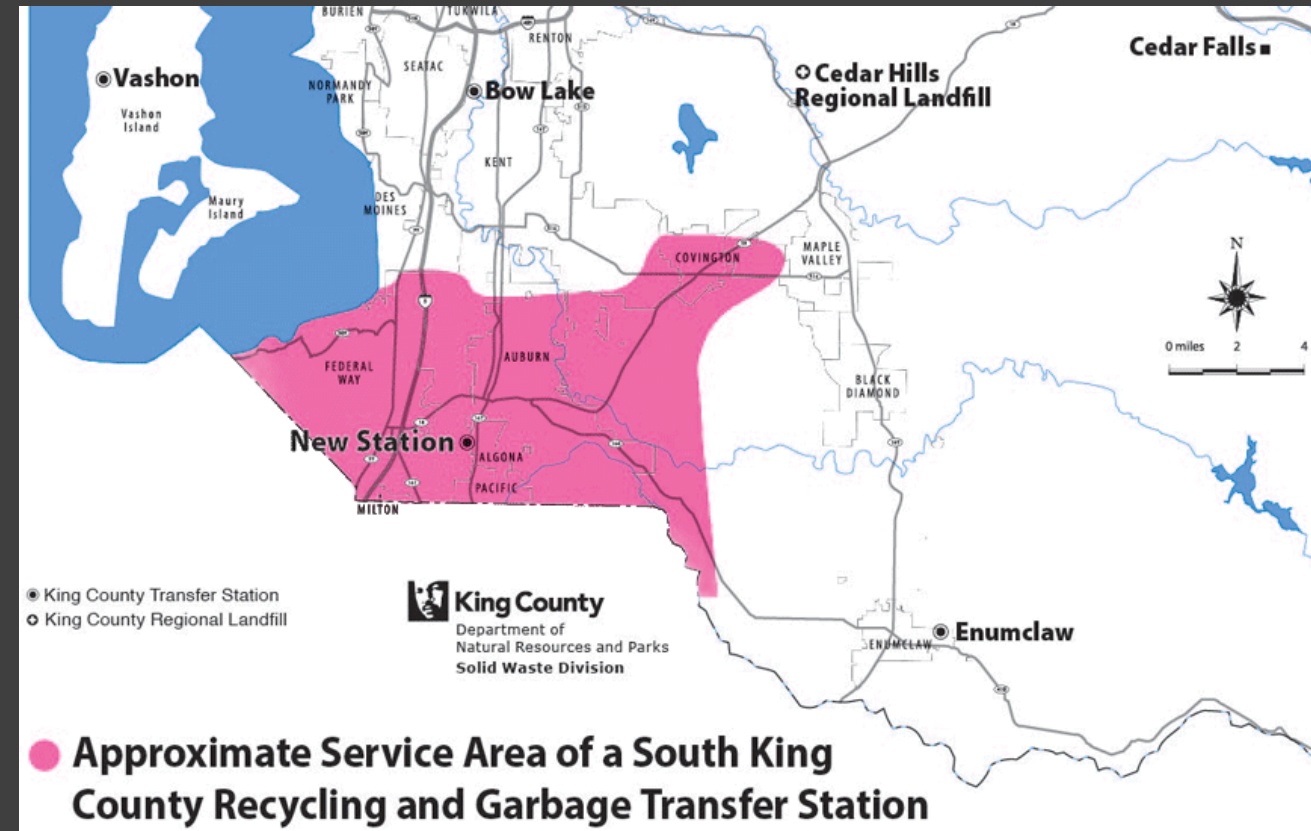 BURIEN
TUKWILA
RENTON
SEATAC
Cedar Falls
Vashon
Cedar Hills
Regional Landfill
NORMANDY
PARK
Bow Lake
Vashon
Island
KENT
Maury
Island
DES
MOINES
N
COVINGTON
MAPLE
VALLEY
0 miles 2 4
FEDERAL
WAY
AUBURN
BLACK
DIAMOND
New Station
ALGONA
PACIFIC
MILTON
King County Transfer Station
King County Regional Landfill
King County
Department of
Natural Resources and Parks
Solid Waste Division
Enumclaw
ENUMCLAW
Approximate Service Area of a South King
County Recycling and Garbage Transfer Station